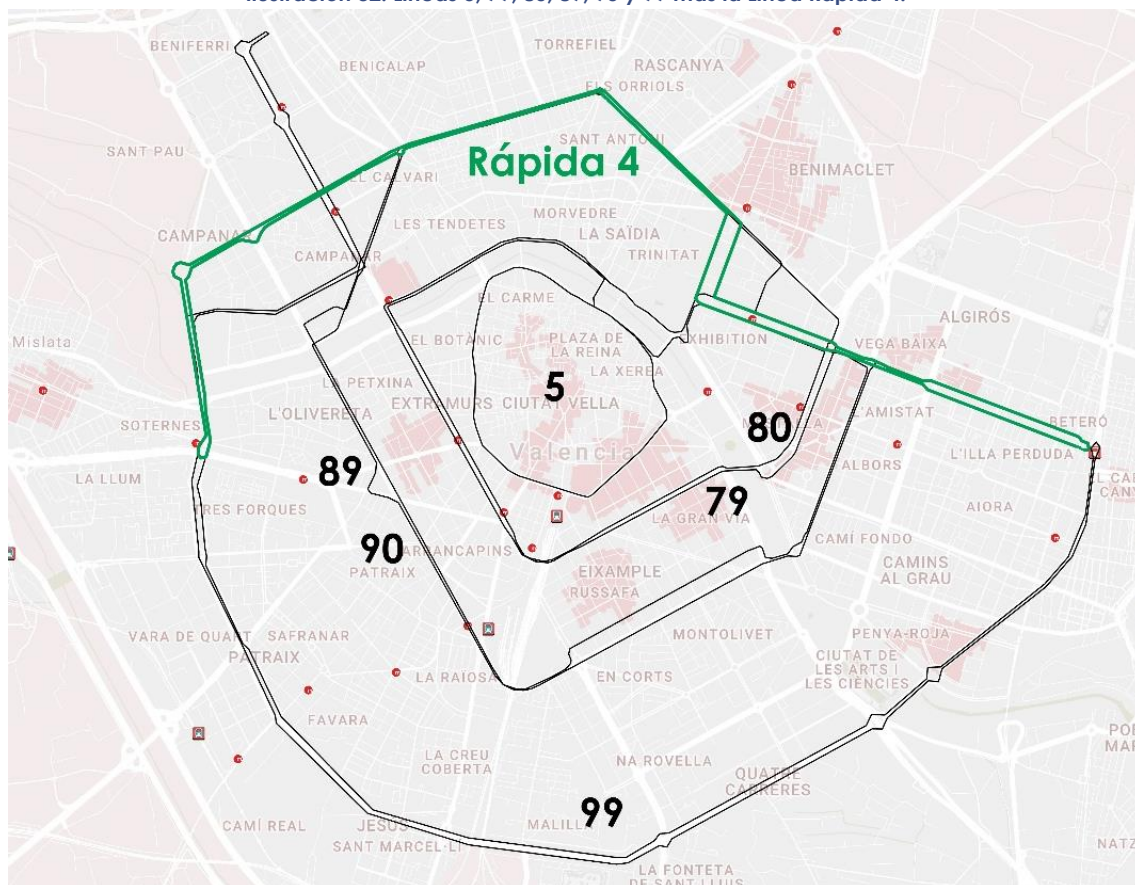 BENIFERRI
TORREFIEL
BENICALAP
RASCANYA
ELS ORRIOLS
SANT PAU
SANT ANTONI
Rápida 4
BENIMACLET
EL CALVARI
LES TENDETES
MORVEDRE
LA SAÏDIA
CAMPANAR
CAMPANAR
TRINITAT
EL CARME
ALGIRÓS
Mislata
EL BOTÀNIC
PLAZA DE
LA REINA
EXHIBITION
VEGA BAIXA
LA XEREA
LA PETXINA
5
EXTRAMURS
CIUTAT VELLA
L'OLIVERETA
L'AMISTAT
BETERÓ
SOTERNES
80
Valencia
L'ILLA PERDUDA
ALBORS
LA LLUM
89
79
TRES FORQUES
LA GRAN VIA
AIORA
90
ARRANCAPINS
CAMÍ FONDO
PATRAIX
EIXAMPLE
CAMINS
AL GRAU
RUSSAFA
VARA DE QUART
SAFRANAR
MONTOLIVET
PENYA-ROJA
PATRAIX
CIUTAT DE
LES ARTS I
LES CIÈNCIES
LA RAIOSA
EN CORTS
FAVARA
LA CREU
COBERTA
NA ROVELLA
QUATRE
CARRERES
99
CAMÍ REAL
JESÚS
MALILLA
SANT MARCEL·LÍ
LA FONTETA
DE SANT LLUÍS